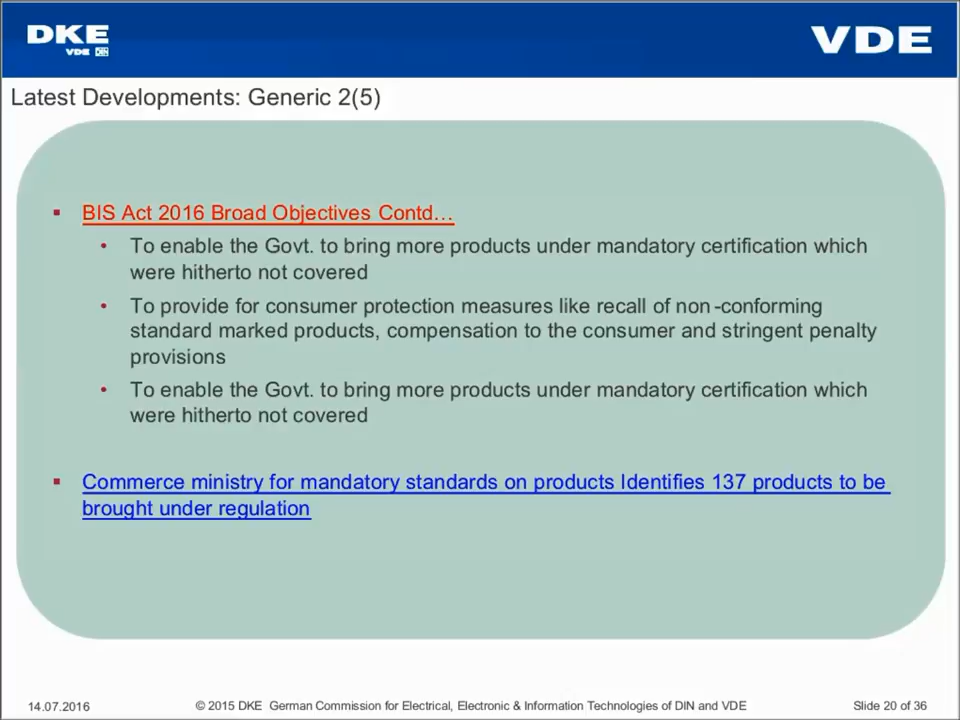 DKE
VDE DIN
VDE
Latest Developments: Generic 2(5)
▪ BIS Act 2016 Broad Objectives Contd…
• To enable the Govt. to bring more products under mandatory certification which
were hitherto not covered
• To provide for consumer protection measures like recall of non-conforming
standard marked products, compensation to the consumer and stringent penalty
provisions
• To enable the Govt. to bring more products under mandatory certification which
were hitherto not covered
▪ Commerce ministry for mandatory standards on products Identifies 137 products to be
brought under regulation
14.07.2016
© 2015 DKE German Commission for Electrical, Electronic & Information Technologies of DIN and VDE
Slide 20 of 36